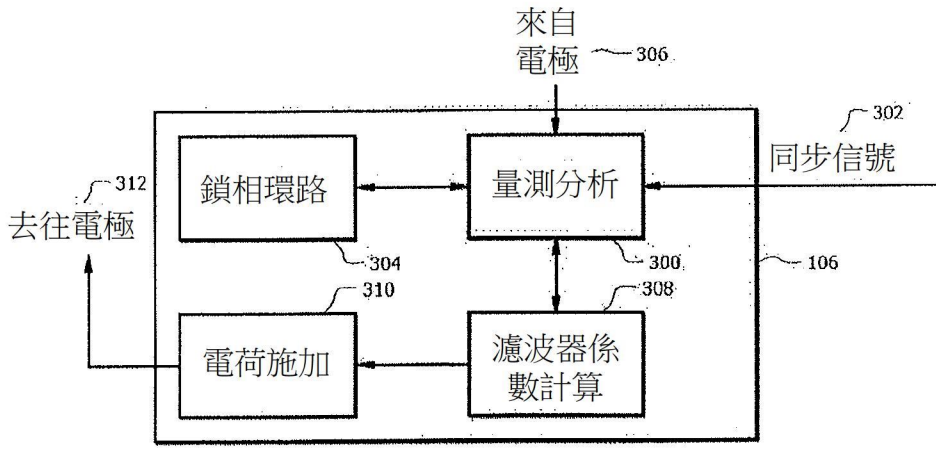 來自
電極
306
302
同步信號
鎖相環路
量測分析
312
去往電極
304
300
106
310
308
電荷施加
濾波器係
數計算